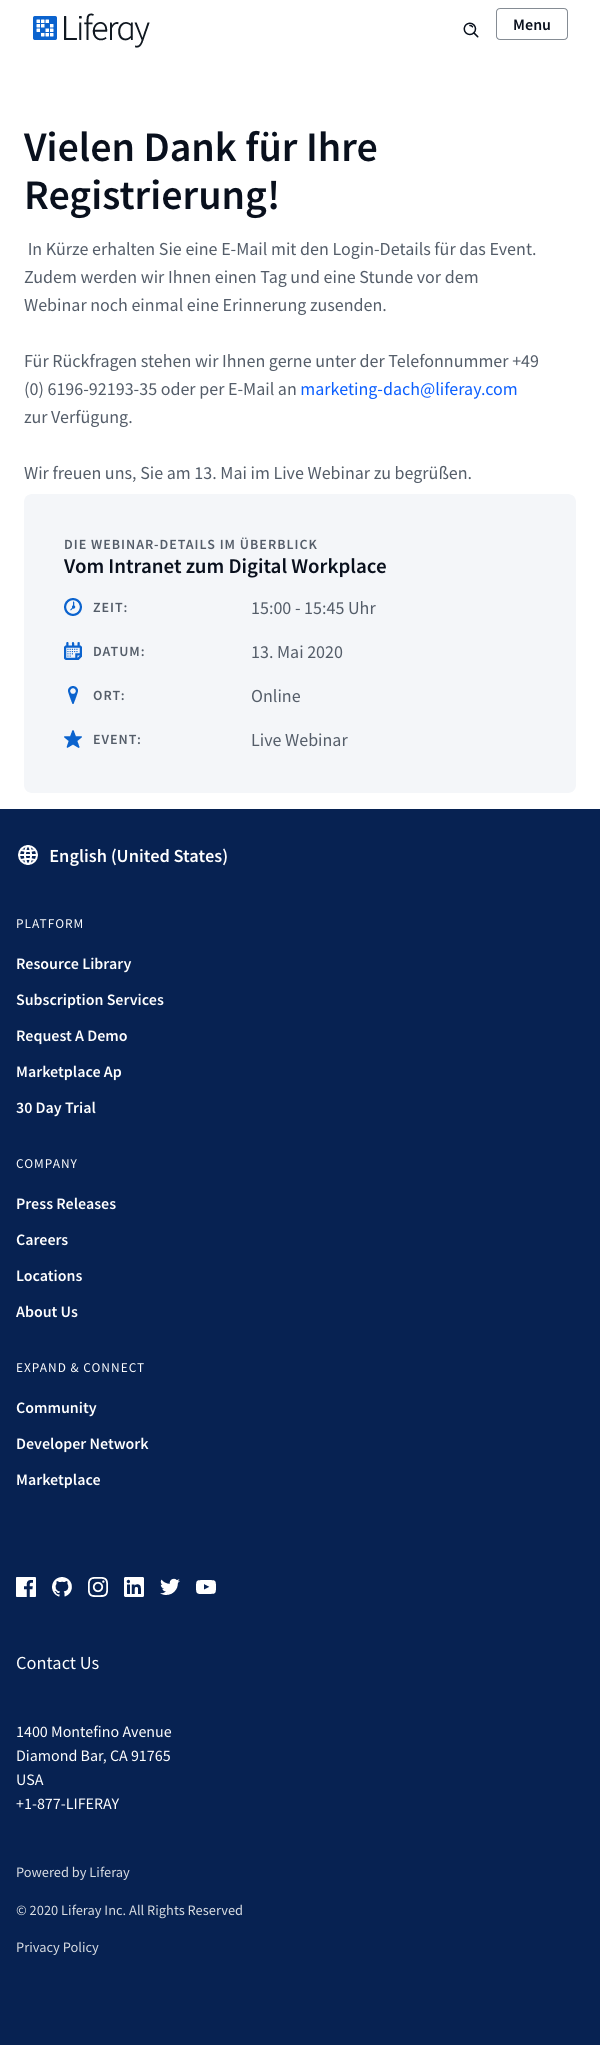 Liferay
Menu
Vielen Dank für Ihre
Registrierung!
In Kürze erhalten Sie eine E-Mail mit den Login-Details für das Event.
Zudem werden wir Ihnen einen Tag und eine Stunde vor dem
Webinar noch einmal eine Erinnerung zusenden.
Für Rückfragen stehen wir Ihnen gerne unter der Telefonnummer +49
(0) 6196-92193-35 oder per E-Mail an marketing-dach@liferay.com
zur Verfügung.
Wir freuen uns, Sie am 13. Mai im Live Webinar zu begrüßen.
DIE WEBINAR-DETAILS IM ÜBERBLICK
Vom Intranet zum Digital Workplace
ZEIT: 15:00 - 15:45 Uhr
DATUM: 13. Mai 2020
ORT: Online
EVENT: Live Webinar
English (United States)
PLATFORM
Resource Library
Subscription Services
Request A Demo
Marketplace Ap
30 Day Trial
COMPANY
Press Releases
Careers
Locations
About Us
EXPAND & CONNECT
Community
Developer Network
Marketplace
Contact Us
1400 Montefino Avenue
Diamond Bar, CA 91765
USA
+1-877-LIFERAY
Powered by Liferay
© 2020 Liferay Inc. All Rights Reserved
Privacy Policy